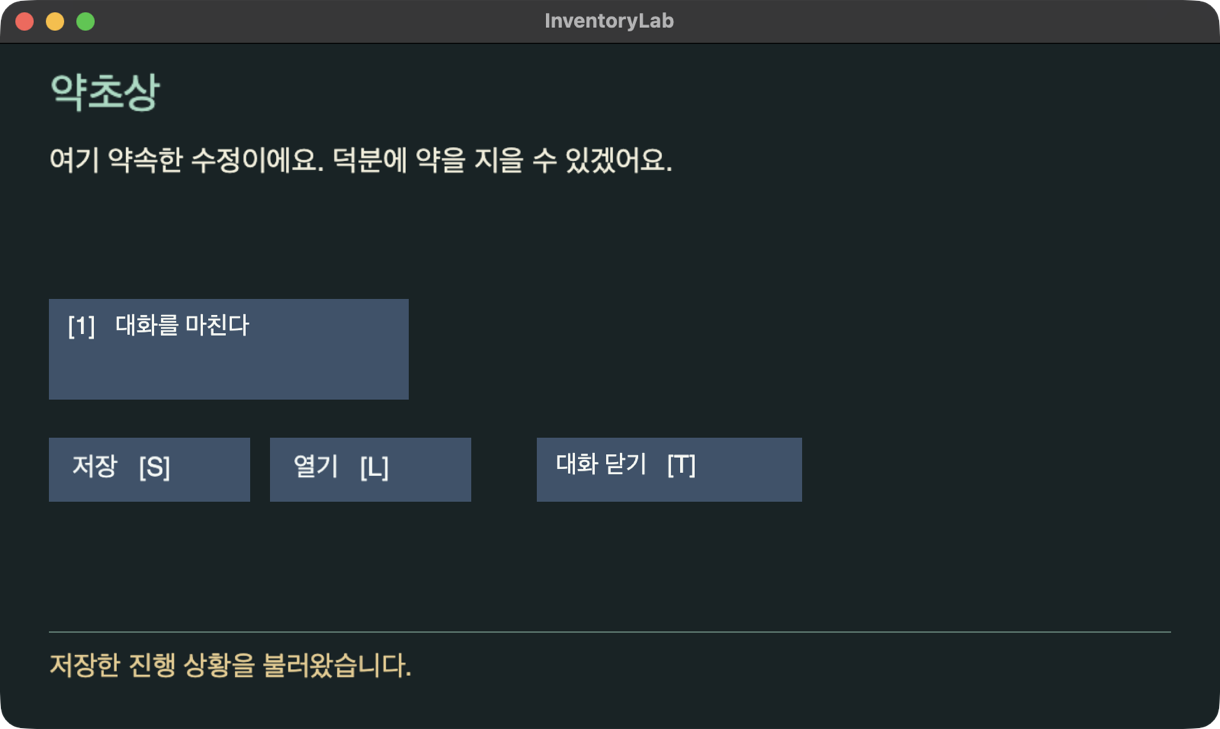 InventoryLab
약초상
여기 약속한 수정이에요. 덕분에 약을 지을 수 있겠어요.
[1] 대화를 마친다
저장 [S] 열기 [L] 대화 닫기 [T]
저장한 진행 상황을 불러왔습니다.